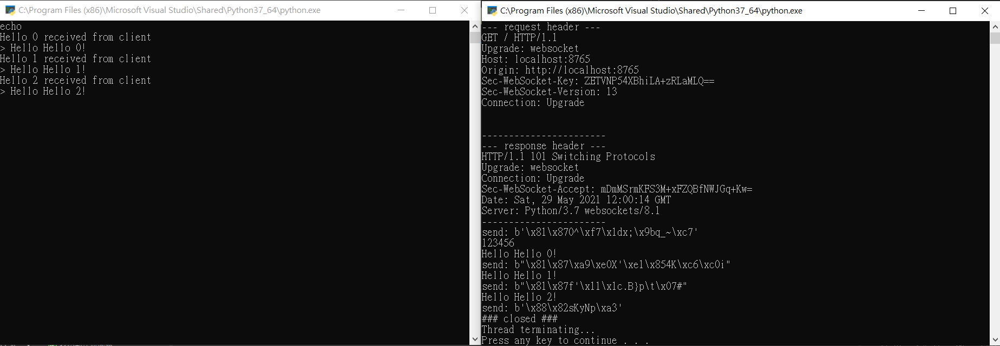 C:\Program Files (x86)\Microsoft Visual Studio\Shared\Python37_64\python.exe
echo
Hello 0 received from client
> Hello Hello 0!
Hello 1 received from client
> Hello Hello 1!
Hello 2 received from client
> Hello Hello 2!
C:\Program Files (x86)\Microsoft Visual Studio\Shared\Python37_64\python.exe
--- request header ---
GET / HTTP/1.1
Upgrade: websocket
Host: localhost:8765
Origin: http://localhost:8765
Sec-WebSocket-Key: ZETVNP54XBhiLA+zRLaMLQ==
Sec-WebSocket-Version: 13
Connection: Upgrade
-----------------------
--- response header ---
HTTP/1.1 101 Switching Protocols
Upgrade: websocket
Connection: Upgrade
Sec-WebSocket-Accept: mDmMSrmKFS3M+xFZQBfNWJGq+Kw=
Date: Sat, 29 May 2021 12:00:14 GMT
Server: Python/3.7 websockets/8.1
-----------------------
send: b'\x81\x870^\xf7\x1dx;\x9bq_~\xc7'
123456
Hello Hello 0!
send: b"\x81\x87\xa9\xe0X'\xe1\x854K\xc6\xc0i"
Hello Hello 1!
send: b"\x81\x87f'\x11\x1c.B}p\t\x07#"
Hello Hello 2!
send: b'\x88\x82sKyNp\xa3'
### closed ###
Thread terminating...
Press any key to continue . . .